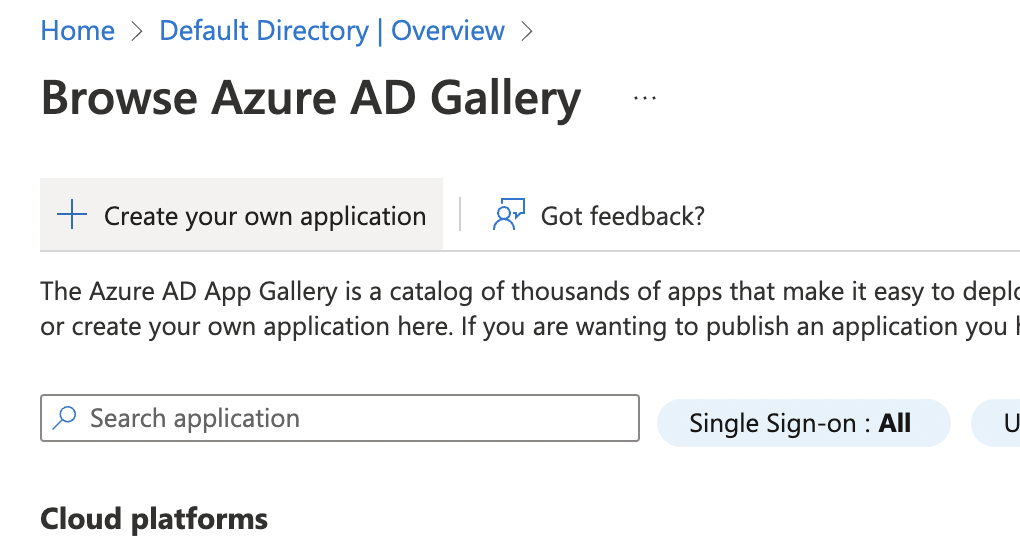 Home > Default Directory | Overview >
Browse Azure AD Gallery ...
Create your own application | Got feedback?
The Azure AD App Gallery is a catalog of thousands of apps that make it easy to
or create your own application here. If you are wanting to publish an application you
Search application Single Sign-on : All
Cloud platforms